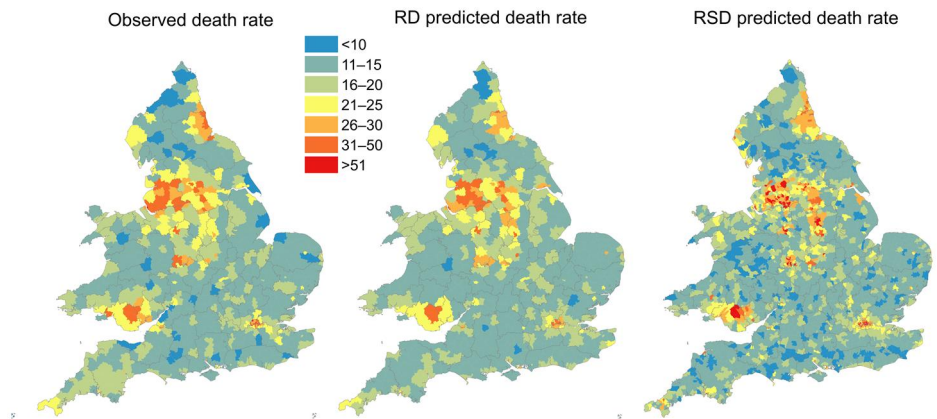 Observed death rate
RD predicted death rate
RSD predicted death rate
<10
11–15
16–20
21–25
26–30
31–50
>51